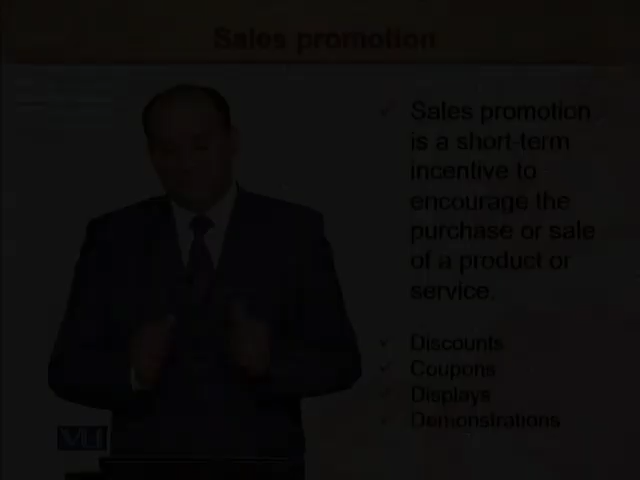 Sales promotion
Sales promotion
is a short-term
incentive to
encourage the
purchase or sale
of a product or
service.
Discounts
Coupons
Displays
Demonstrations
VU